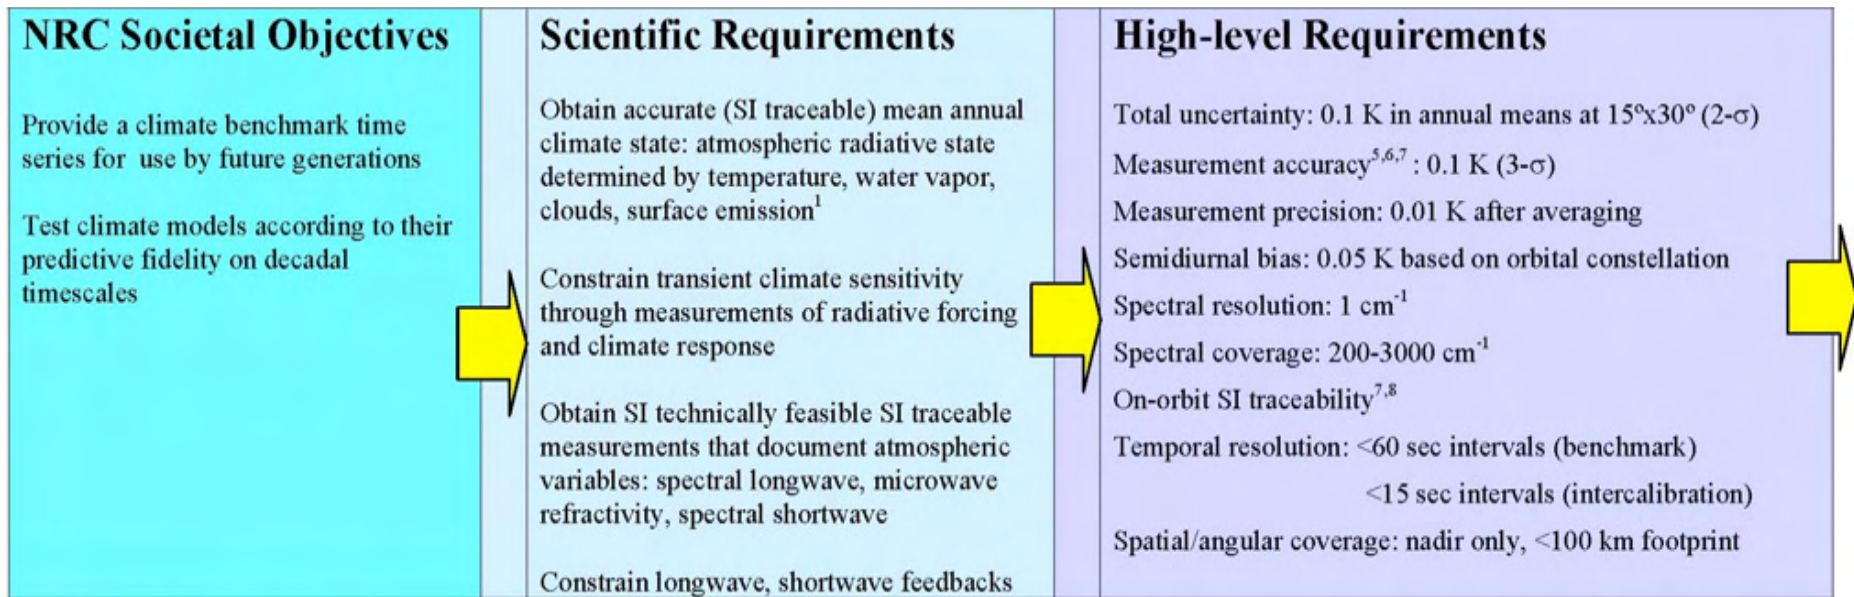 NRC Societal Objectives
Provide a climate benchmark time
series for use by future generations
Test climate models according to their
predictive fidelity on decadal
timescales
Scientific Requirements
Obtain accurate (SI traceable) mean annual
climate state: atmospheric radiative state
determined by temperature, water vapor,
clouds, surface emission¹
Constrain transient climate sensitivity
through measurements of radiative forcing
and climate response
Obtain SI technically feasible SI traceable
measurements that document atmospheric
variables: spectral longwave, microwave
refractivity, spectral shortwave
Constrain longwave, shortwave feedbacks
High-level Requirements
Total uncertainty: 0.1 K in annual means at 15ºx30º (2-σ)
Measurement accuracy⁵,⁶,⁷ : 0.1 K (3-σ)
Measurement precision: 0.01 K after averaging
Semidiurnal bias: 0.05 K based on orbital constellation
Spectral resolution: 1 cm⁻¹
Spectral coverage: 200-3000 cm⁻¹
On-orbit SI traceability⁷,⁸
Temporal resolution: <60 sec intervals (benchmark)
<15 sec intervals (intercalibration)
Spatial/angular coverage: nadir only, <100 km footprint